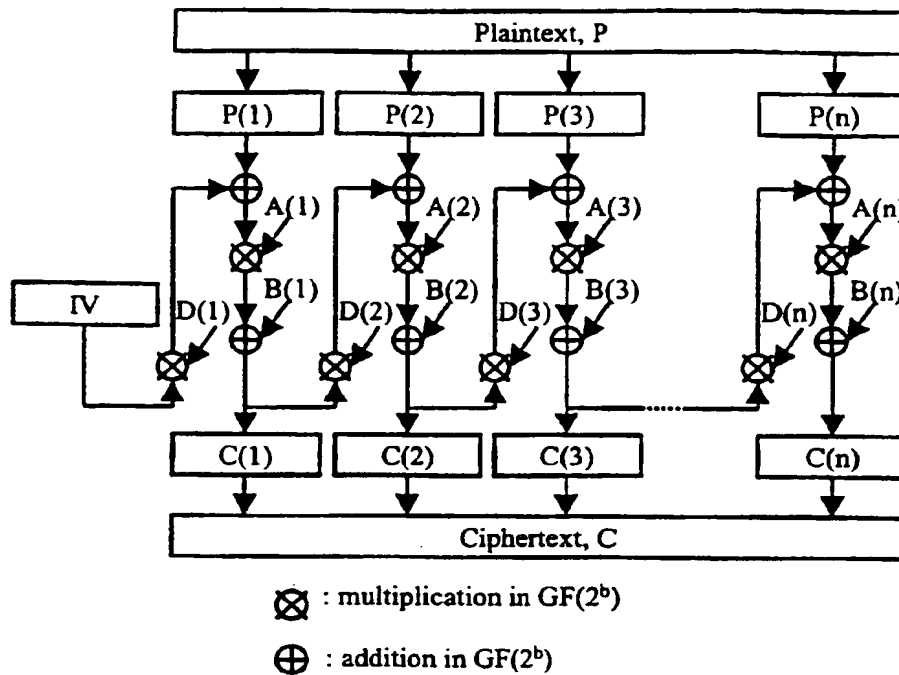 Plaintext, P
P(1) P(2) P(3) P(n)
A(1) A(2) A(3) A(n)
IV B(1) B(2) B(3) B(n)
D(1) D(2) D(3) D(n)
C(1) C(2) C(3) C(n)
Ciphertext, C
: multiplication in GF(2ᵇ)
: addition in GF(2ᵇ)